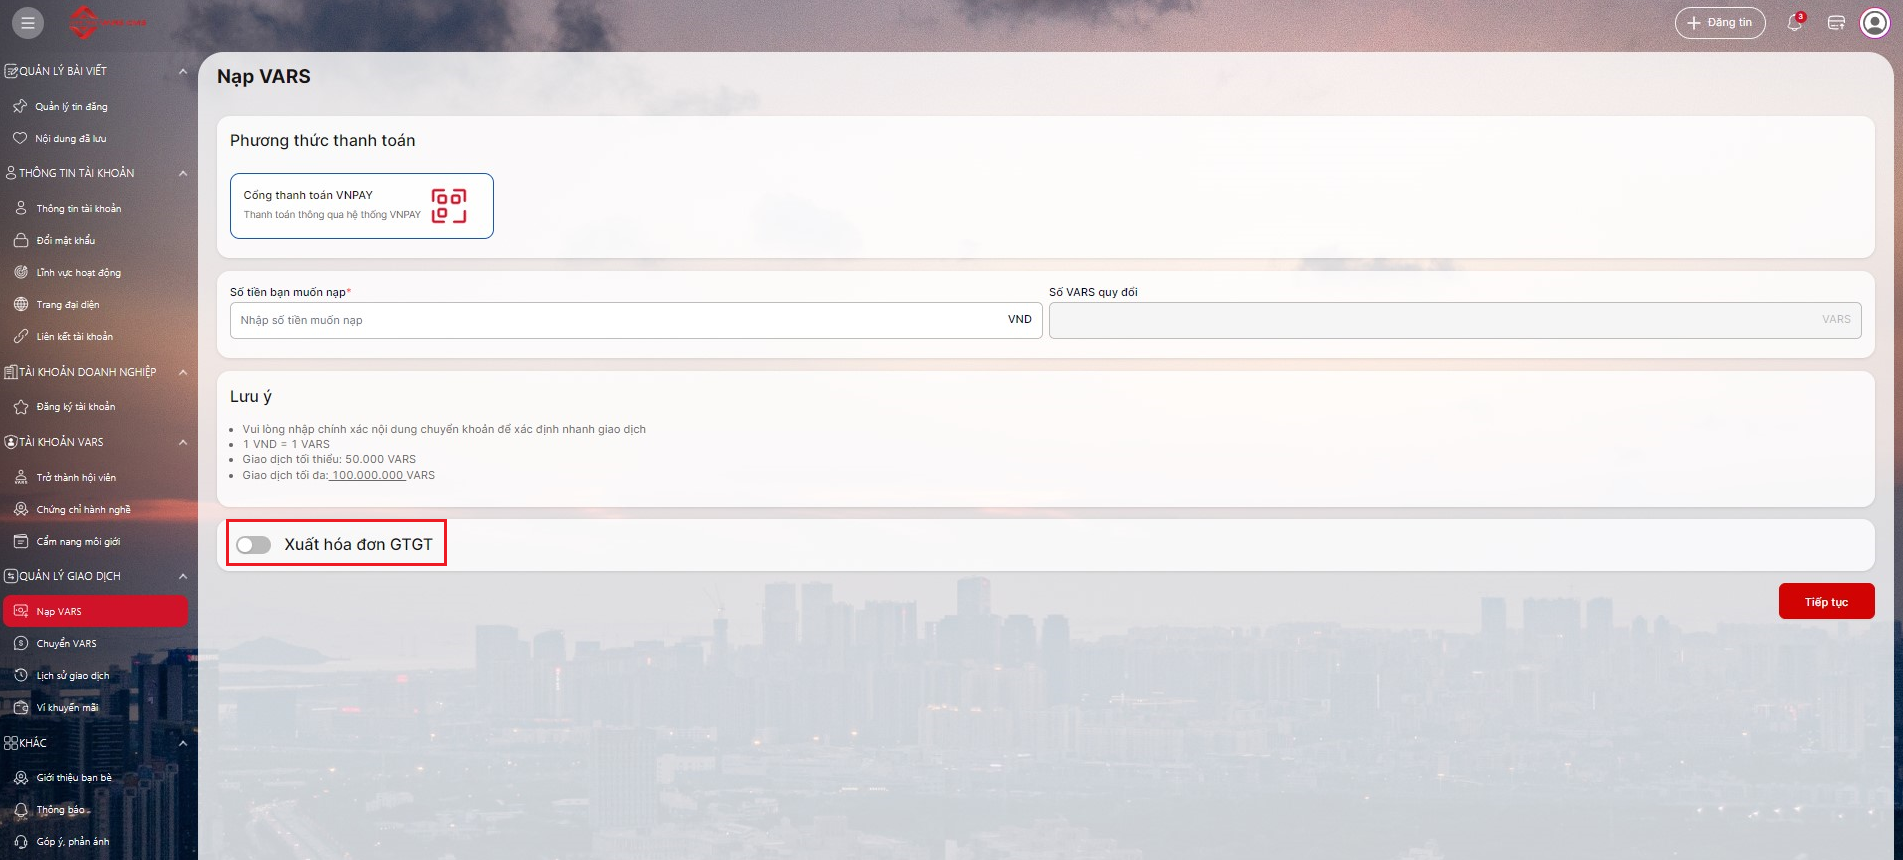 Đăng tin
3
QUẢN LÝ BÀI VIẾT
Quản lý tin đăng
Nội dung đã lưu
THÔNG TIN TÀI KHOẢN
Thông tin tài khoản
Đổi mật khẩu
Lĩnh vực hoạt động
Trang đại diện
Liên kết tài khoản
TÀI KHOẢN DOANH NGHIỆP
Đăng ký tài khoản
TÀI KHOẢN VARS
Trở thành hội viên
Chứng chỉ hành nghề
Cẩm nang môi giới
QUẢN LÝ GIAO DỊCH
Nạp VARS
Chuyển VARS
Lịch sử giao dịch
Ví khuyến mãi
KHÁC
Giới thiệu bạn bè
Thông báo
Góp ý, phản ánh
Nạp VARS
Phương thức thanh toán
Cổng thanh toán VNPAY
Thanh toán thông qua hệ thống VNPAY
Số tiền bạn muốn nạp*
Nhập số tiền muốn nạp VND
Số VARS quy đổi
VARS
Lưu ý
Vui lòng nhập chính xác nội dung chuyển khoản để xác định nhanh giao dịch
1 VND = 1 VARS
Giao dịch tối thiểu: 50.000 VARS
Giao dịch tối đa: 100.000.000 VARS
Xuất hóa đơn GTGT
Tiếp tục